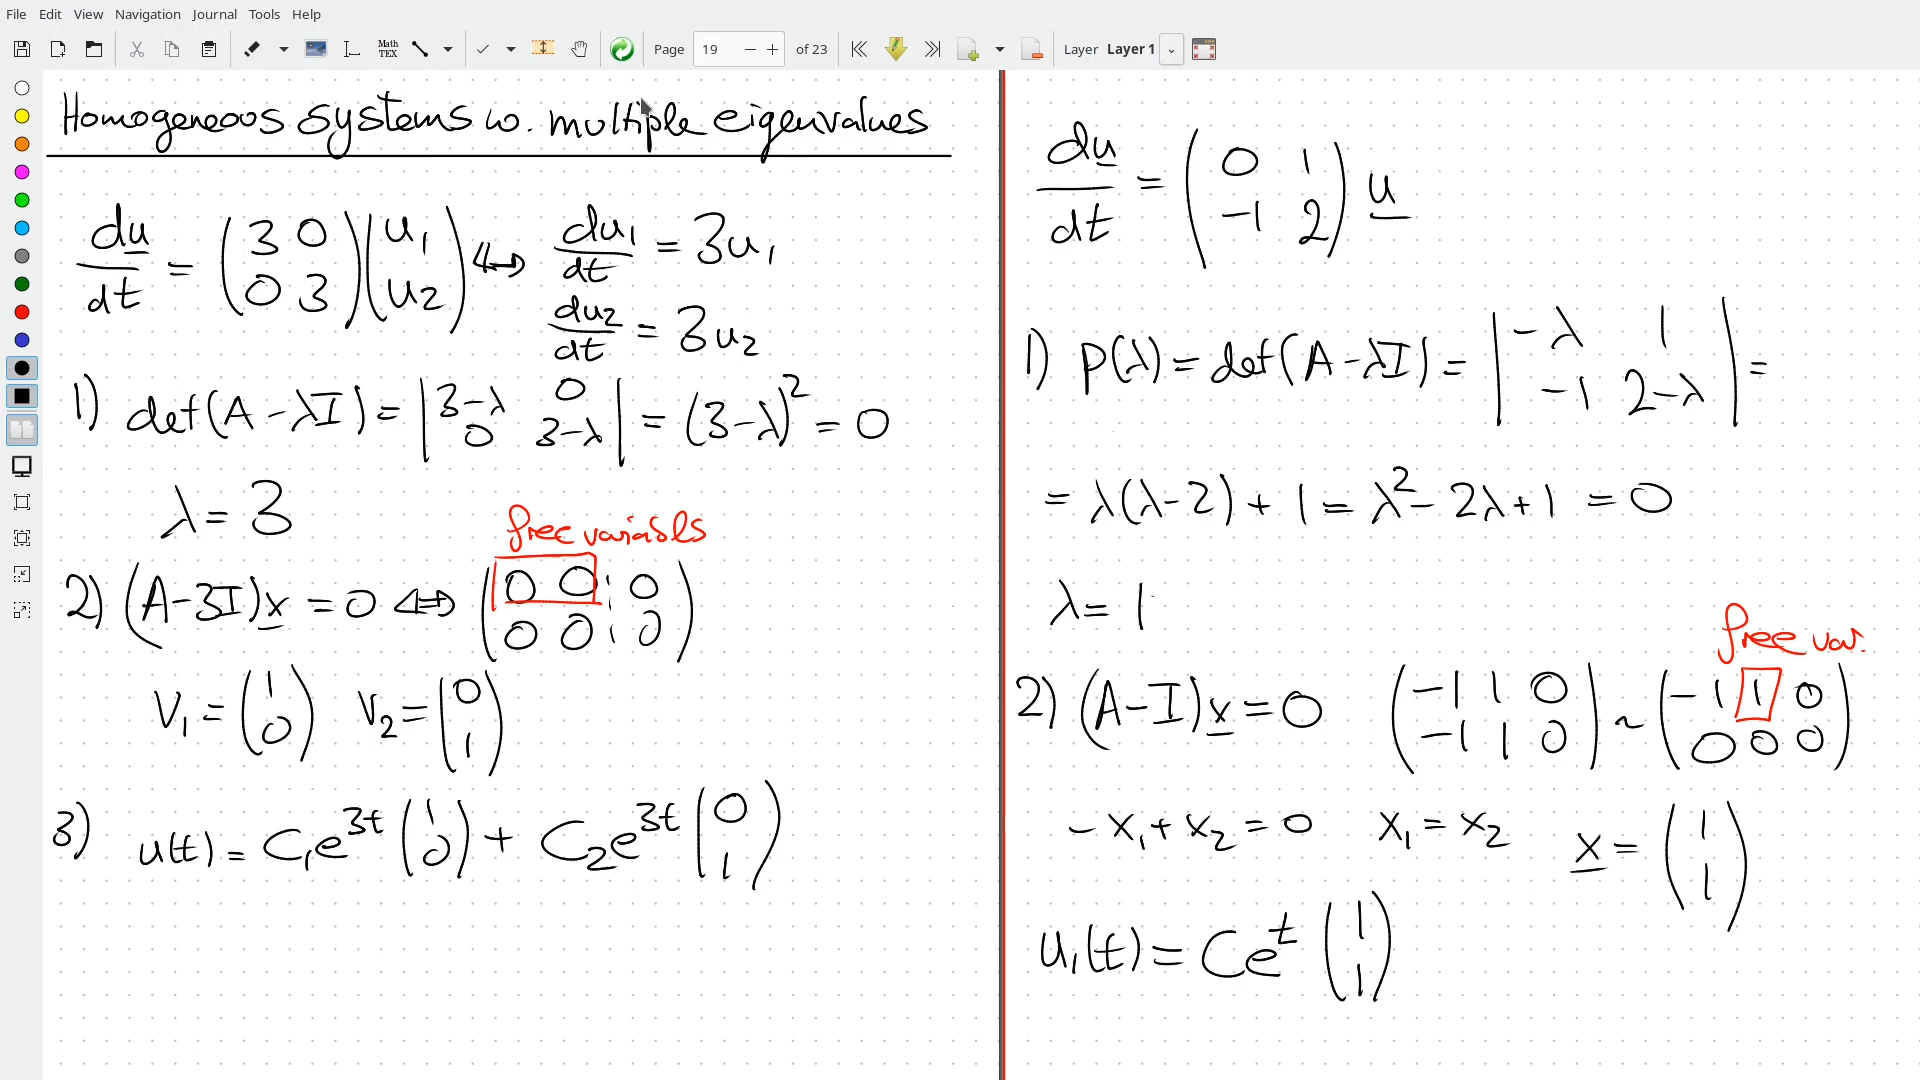 File Edit View Navigation Journal Tools Help
Math TEX Page 19 of 23 Layer Layer 1
Homogeneous systems w. multiple eigenvalues
du/dt = (3 0; 0 3)(u₁; u₂) ⟺ du₁/dt = 3u₁
du₂/dt = 3u₂
1) det(A - λI) = |3-λ 0; 0 3-λ| = (3-λ)² = 0
λ = 3
free variabls
2) (A-3I)x = 0 ⟺ (0 0 0; 0 0 0)
V₁ = (1; 0) V₂ = (0; 1)
3) u(t) = C₁e^3t (1; 0) + C₂e^3t (0; 1)
du/dt = (0 1; -1 2) u
1) P(λ) = det(A - λI) = |-λ 1; -1 2-λ| =
= λ(λ-2) + 1 = λ² - 2λ + 1 = 0
λ = 1
free var.
2) (A-I)x = 0 (-1 1 0; -1 1 0) ~ (-1 1 0; 0 0 0)
-x₁ + x₂ = 0 x₁ = x₂ x = (1; 1)
u₁(t) = Ce^t (1; 1)